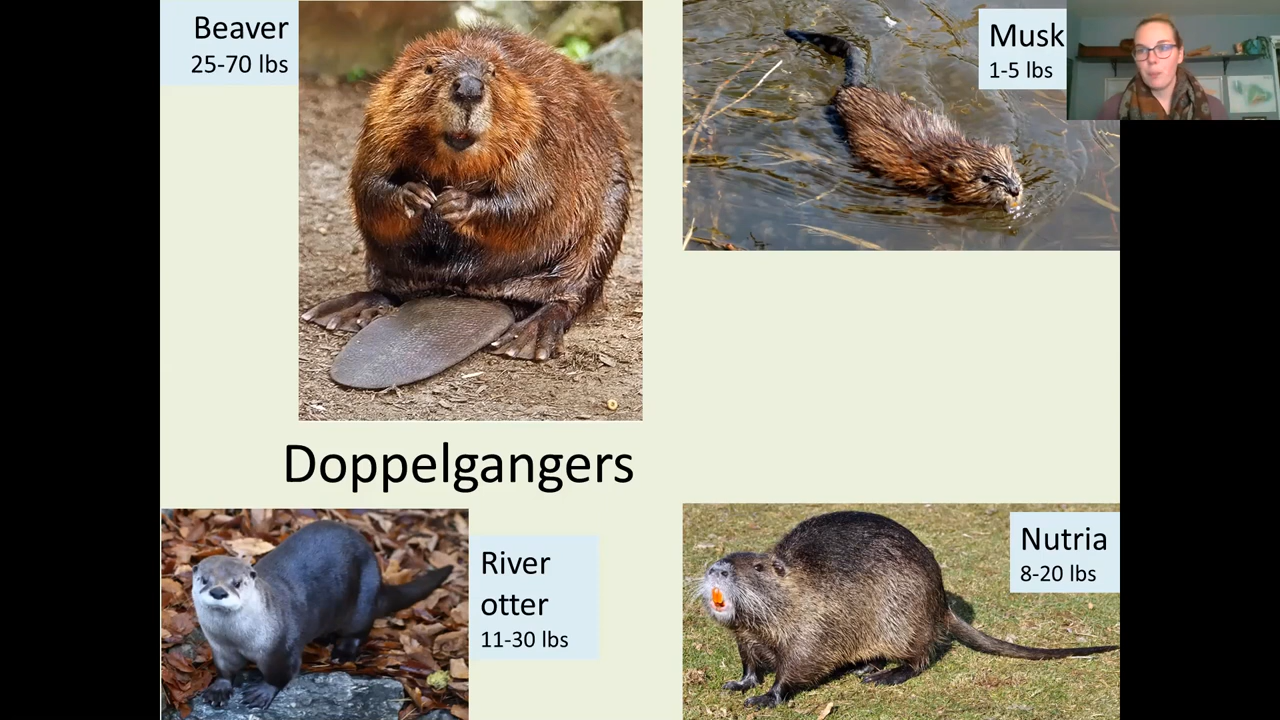 Beaver
25-70 lbs
Musk
1-5 lbs
Doppelgangers
River
otter
11-30 lbs
Nutria
8-20 lbs